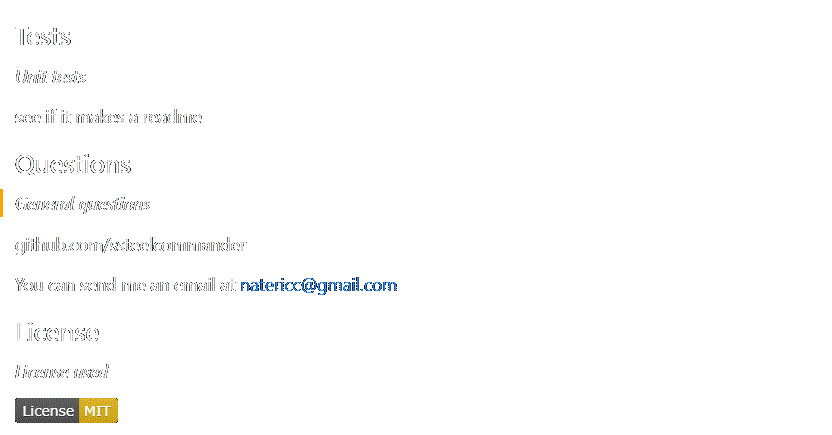 Tests
Unit tests
see if it makes a readme
Questions
General questions
github.com/ssteelcommander
You can send me an email at natericc@gmail.com
License
License used
License MIT